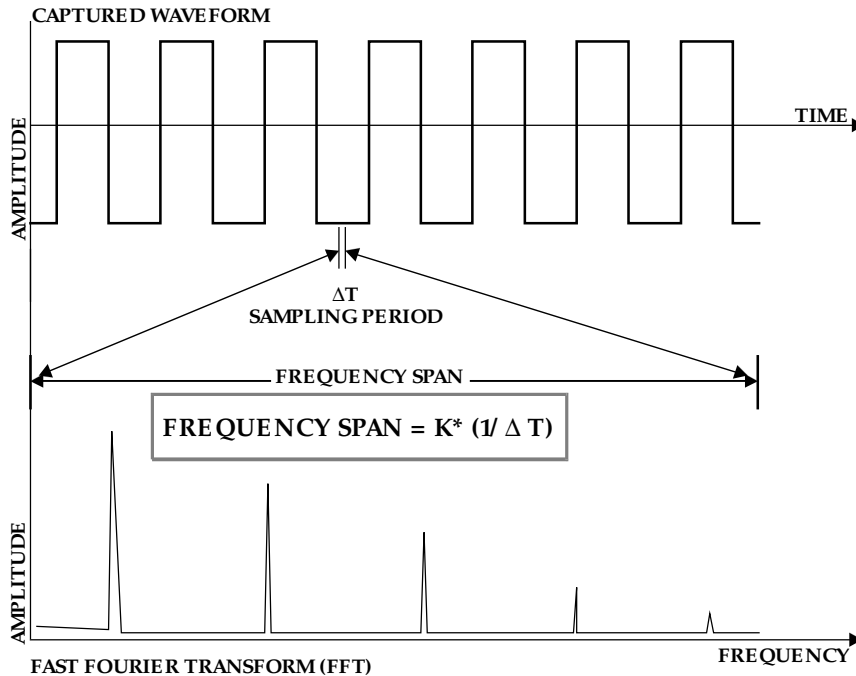 CAPTURED WAVEFORM
AMPLITUDE
TIME
ΔT
SAMPLING PERIOD
FREQUENCY SPAN
FREQUENCY SPAN = K* (1/ Δ T)
AMPLITUDE
FREQUENCY
FAST FOURIER TRANSFORM (FFT)